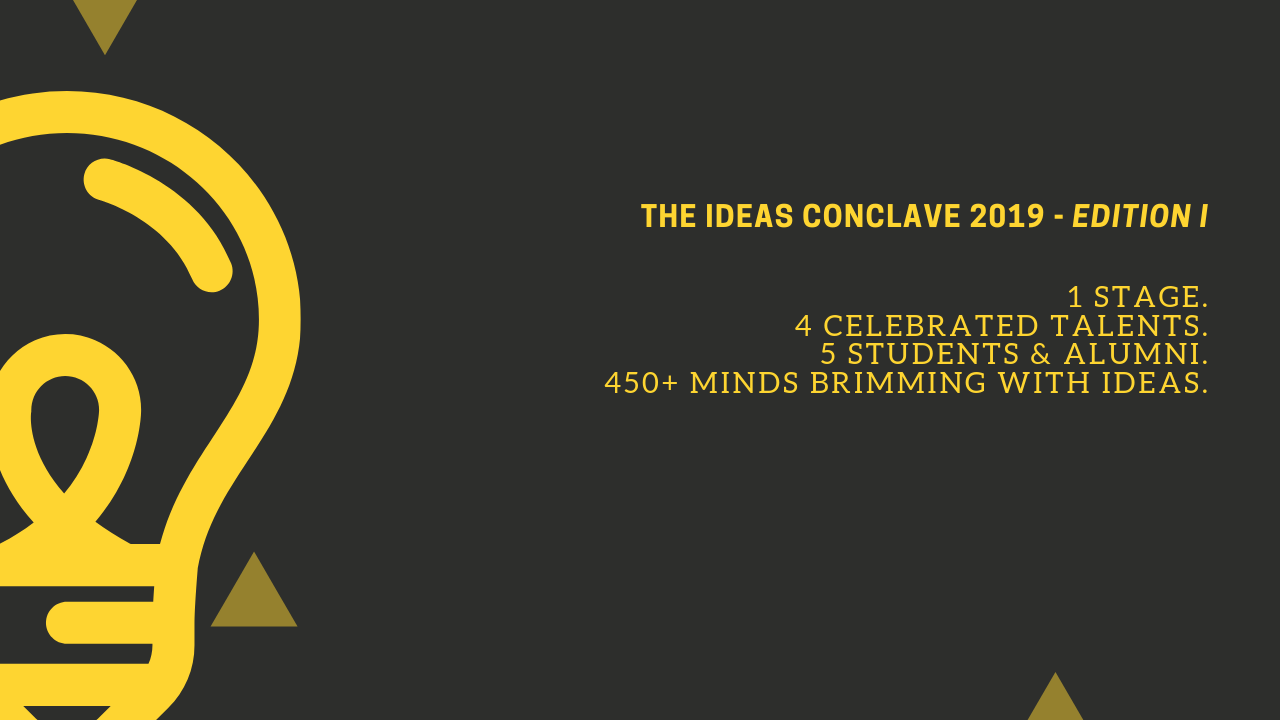 THE IDEAS CONCLAVE 2019 - EDITION I
1 STAGE.
4 CELEBRATED TALENTS.
5 STUDENTS & ALUMNI.
450+ MINDS BRIMMING WITH IDEAS.